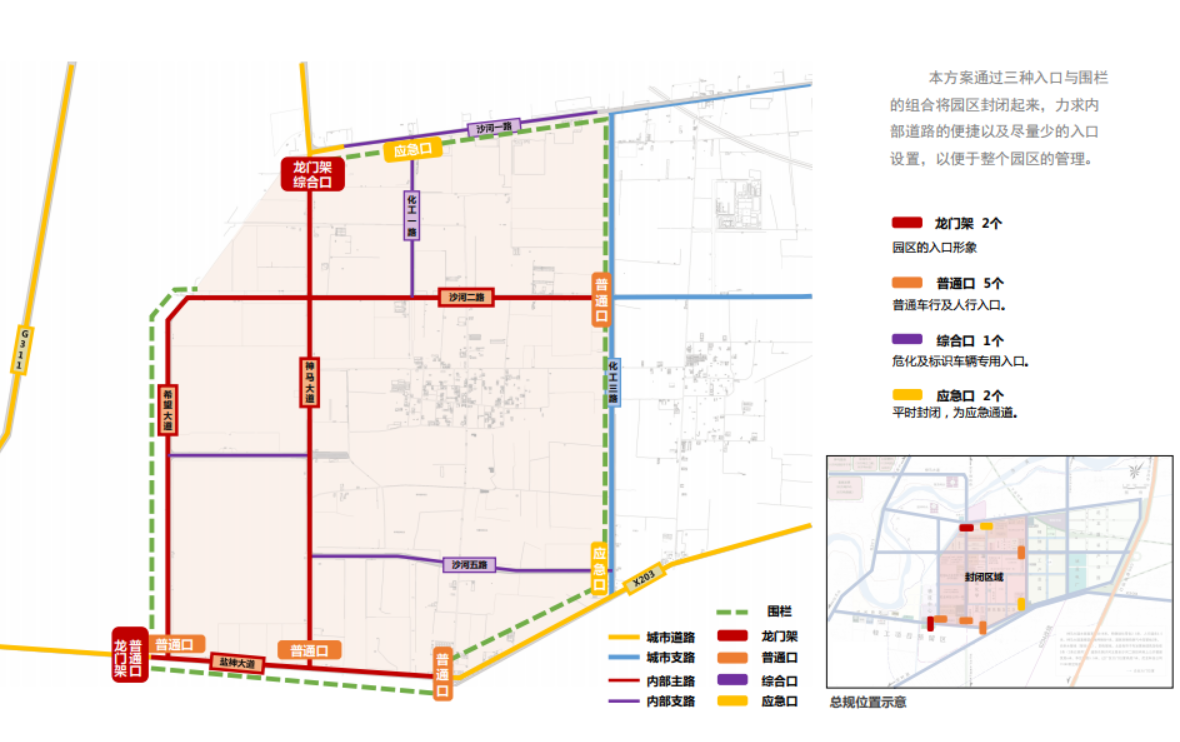 本方案通过三种入口与围栏
的组合将园区封闭起来，力求内
部道路的便捷以及尽量少的入口
设置，以便于整个园区的管理。
沙河一路
应急口
龙门架
综合口
化工一路
普通口
沙河二路
G311
神马大道
希望大道
化工三路
沙河五路
应急口
X203
龙门架
普通口
普通口
盐神大道
普通口
普通口
龙门架 2个
园区的入口形象
普通口 5个
普通车行及人行入口。
综合口 1个
危化及标识车辆专用入口。
应急口 2个
平时封闭，为应急通道。
围栏
城市道路
龙门架
城市支路
普通口
内部主路
综合口
内部支路
应急口
封闭区域
总规位置示意